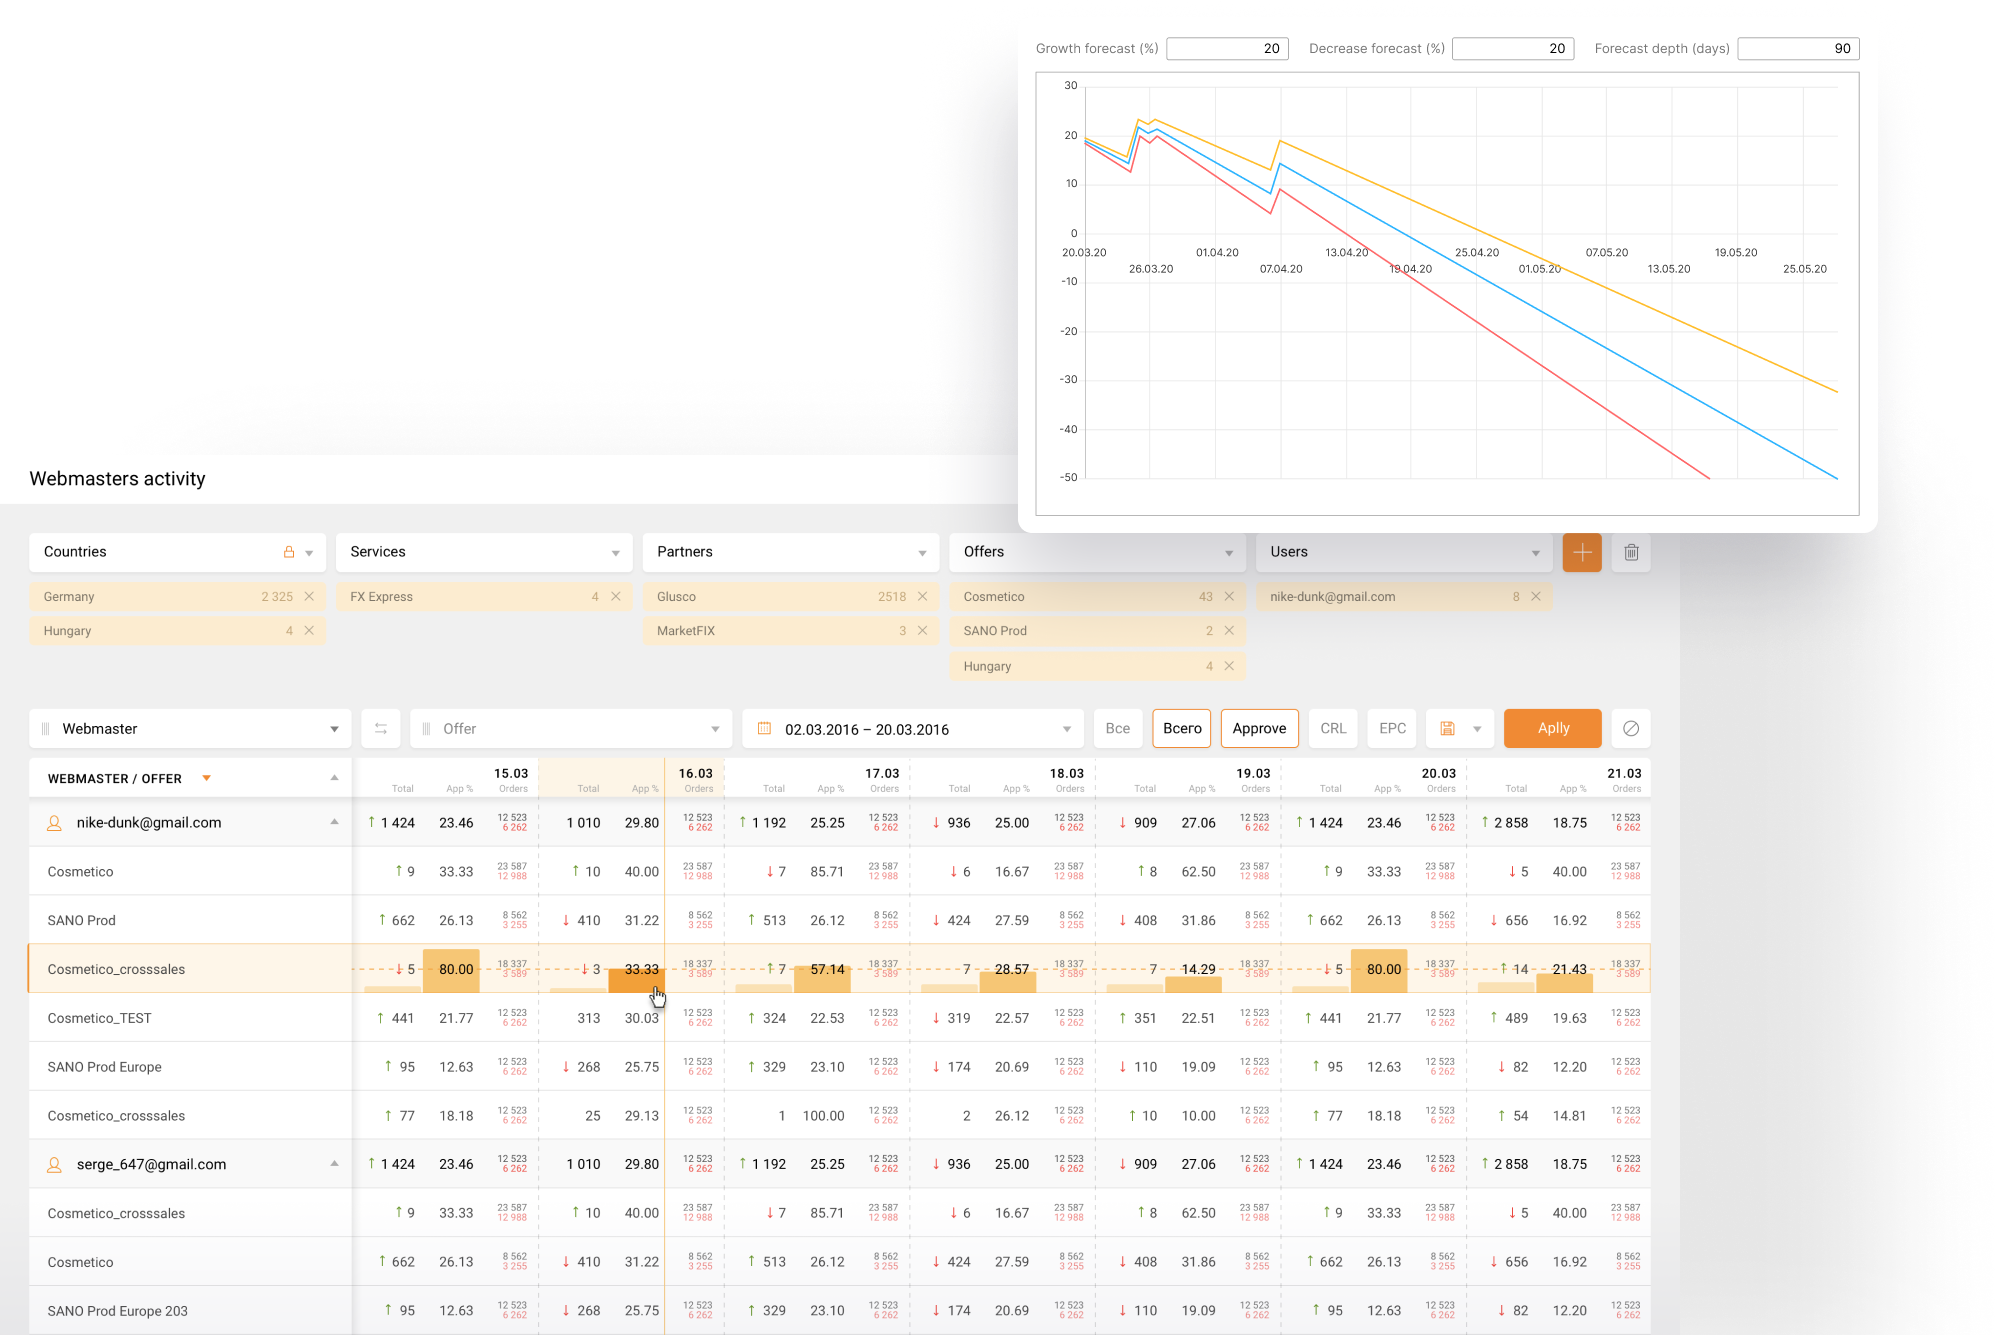 Growth forecast (%) 20 Decrease forecast (%) 20 Forecast depth (days) 90
30
20
10
0
20.03.20 01.04.20 13.04.20 25.04.20 07.05.20 19.05.20
26.03.20 07.04.20 19.04.20 01.05.20 13.05.20 25.05.20
-10
-20
-30
-40
-50
Webmasters activity
Countries Services Partners Offers Users
Germany 2 325 FX Express 4 Glusco 2518 Cosmetico 43 nike-dunk@gmail.com 8
Hungary 4 MarketFIX 3 SANO Prod 2
Hungary 4
Webmaster Offer 02.03.2016 – 20.03.2016 Все Всего Approve CRL EPC Aplly
WEBMASTER / OFFER 15.03 16.03 17.03 18.03 19.03 20.03 21.03
Total App % Orders Total App % Orders Total App % Orders Total App % Orders Total App % Orders Total App % Orders Total App % Orders
nike-dunk@gmail.com ↑ 1 424 23.46 12 523 6 262 1 010 29.80 12 523 6 262 ↑ 1 192 25.25 12 523 6 262 ↓ 936 25.00 12 523 6 262 ↓ 909 27.06 12 523 6 262 ↑ 1 424 23.46 12 523 6 262 ↑ 2 858 18.75 12 523 6 262
Cosmetico ↑ 9 33.33 23 587 12 988 ↑ 10 40.00 23 587 12 988 ↓ 7 85.71 23 587 12 988 ↓ 6 16.67 23 587 12 988 ↑ 8 62.50 23 587 12 988 ↑ 9 33.33 23 587 12 988 ↓ 5 40.00 23 587 12 988
SANO Prod ↑ 662 26.13 8 562 3 255 ↓ 410 31.22 8 562 3 255 ↑ 513 26.12 8 562 3 255 ↓ 424 27.59 8 562 3 255 ↓ 408 31.86 8 562 3 255 ↑ 662 26.13 8 562 3 255 ↓ 656 16.92 8 562 3 255
Cosmetico_crosssales ↓ 5 80.00 18 337 3 589 ↓ 3 33.33 18 337 3 589 ↑ 7 57.14 18 337 3 589 7 28.57 18 337 3 589 7 14.29 18 337 3 589 ↓ 5 80.00 18 337 3 589 ↑ 14 21.43 18 337 3 589
Cosmetico_TEST ↑ 441 21.77 12 523 6 262 313 30.03 12 523 6 262 ↑ 324 22.53 12 523 6 262 ↓ 319 22.57 12 523 6 262 ↑ 351 22.51 12 523 6 262 ↑ 441 21.77 12 523 6 262 ↑ 489 19.63 12 523 6 262
SANO Prod Europe ↑ 95 12.63 12 523 6 262 ↓ 268 25.75 12 523 6 262 ↑ 329 23.10 12 523 6 262 ↓ 174 20.69 12 523 6 262 ↓ 110 19.09 12 523 6 262 ↑ 95 12.63 12 523 6 262 ↓ 82 12.20 12 523 6 262
Cosmetico_crosssales ↑ 77 18.18 12 523 6 262 25 29.13 12 523 6 262 1 100.00 12 523 6 262 2 26.12 12 523 6 262 ↑ 10 10.00 12 523 6 262 ↑ 77 18.18 12 523 6 262 ↑ 54 14.81 12 523 6 262
serge_647@gmail.com ↑ 1 424 23.46 12 523 6 262 1 010 29.80 12 523 6 262 ↑ 1 192 25.25 12 523 6 262 ↓ 936 25.00 12 523 6 262 ↓ 909 27.06 12 523 6 262 ↑ 1 424 23.46 12 523 6 262 ↑ 2 858 18.75 12 523 6 262
Cosmetico_crosssales ↑ 9 33.33 23 587 12 988 ↑ 10 40.00 23 587 12 988 ↓ 7 85.71 23 587 12 988 ↓ 6 16.67 23 587 12 988 ↑ 8 62.50 23 587 12 988 ↑ 9 33.33 23 587 12 988 ↓ 5 40.00 23 587 12 988
Cosmetico ↑ 662 26.13 8 562 3 255 ↓ 410 31.22 8 562 3 255 ↑ 513 26.12 8 562 3 255 ↓ 424 27.59 8 562 3 255 ↓ 408 31.86 8 562 3 255 ↑ 662 26.13 8 562 3 255 ↓ 656 16.92 8 562 3 255
SANO Prod Europe 203 ↑ 95 12.63 12 523 6 262 ↓ 268 25.75 12 523 6 262 ↑ 329 23.10 12 523 6 262 ↓ 174 20.69 12 523 6 262 ↓ 110 19.09 12 523 6 262 ↑ 95 12.63 12 523 6 262 ↓ 82 12.20 12 523 6 262